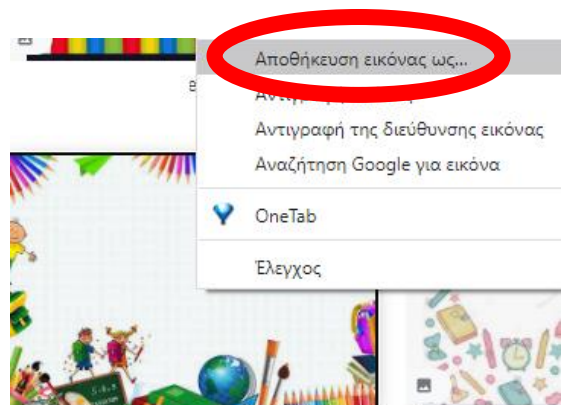 Αποθήκευση εικόνας ως...
Αντιγραφή της διεύθυνσης εικόνας
Αναζήτηση Google για εικόνα
OneTab
Έλεγχος